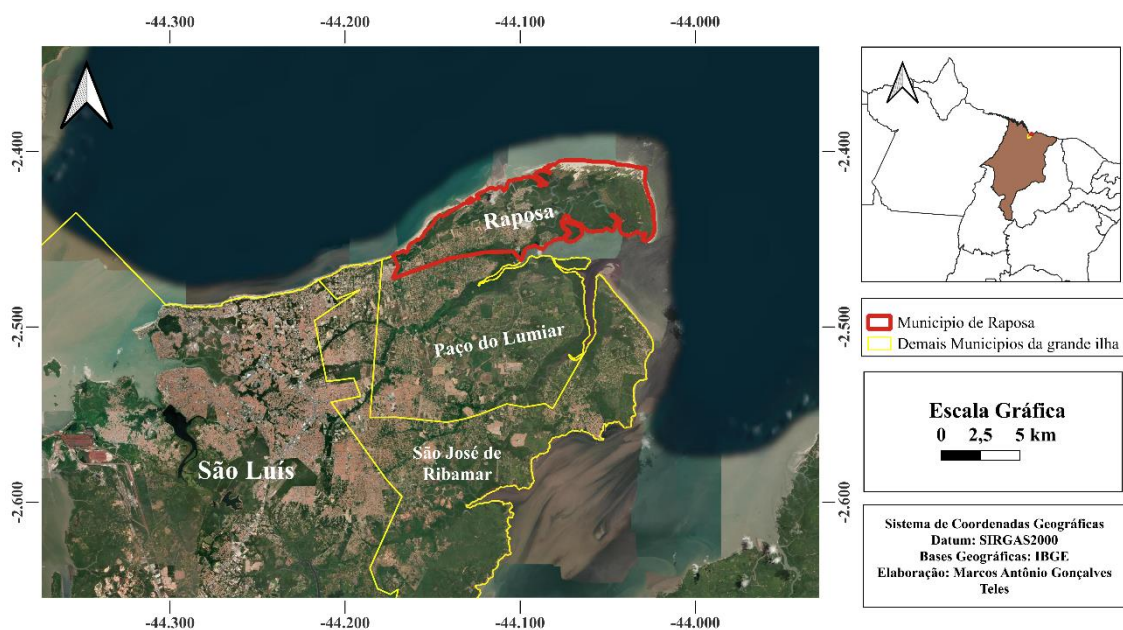 -44.300
-44.200
-44.100
-44.000
-2.400
-2.400
Raposa
Município de Raposa
Demais Municípios da grande ilha
-2.500
-2.500
Paço do Lumiar
Escala Gráfica
0 2,5 5 km
São José de
Ribamar
São Luís
-2.600
-2.600
Sistema de Coordenadas Geográficas
Datum: SIRGAS2000
Bases Geográficas: IBGE
Elaboração: Marcos Antônio Gonçalves
Teles
-44.300
-44.200
-44.100
-44.000